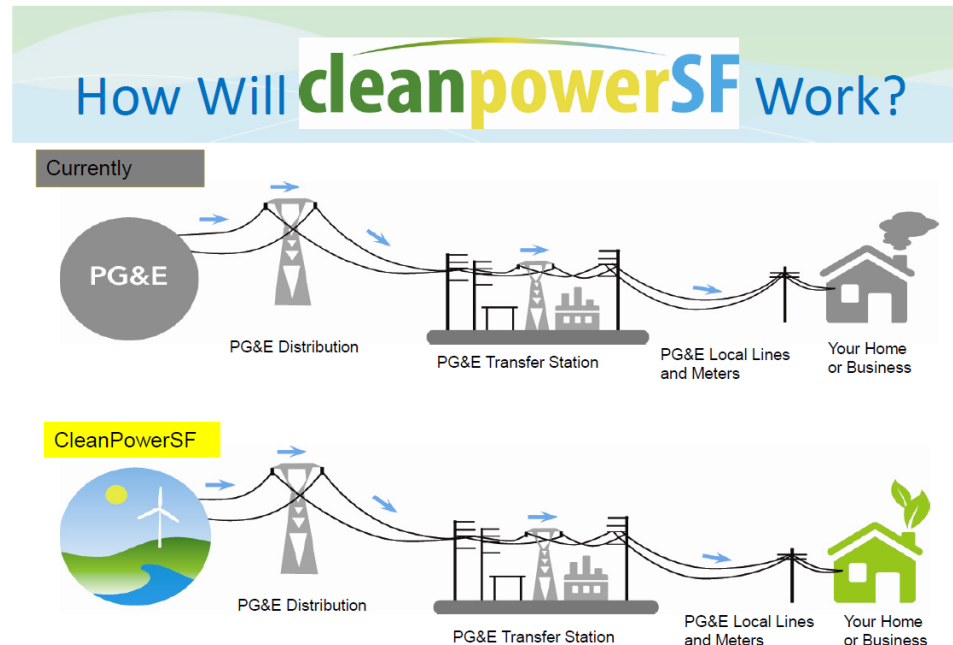 How Will cleanpowerSF Work?
Currently
PG&E
PG&E Distribution
PG&E Transfer Station
PG&E Local Lines
and Meters
Your Home
or Business
CleanPowerSF
PG&E Distribution
PG&E Transfer Station
PG&E Local Lines
and Meters
Your Home
or Business